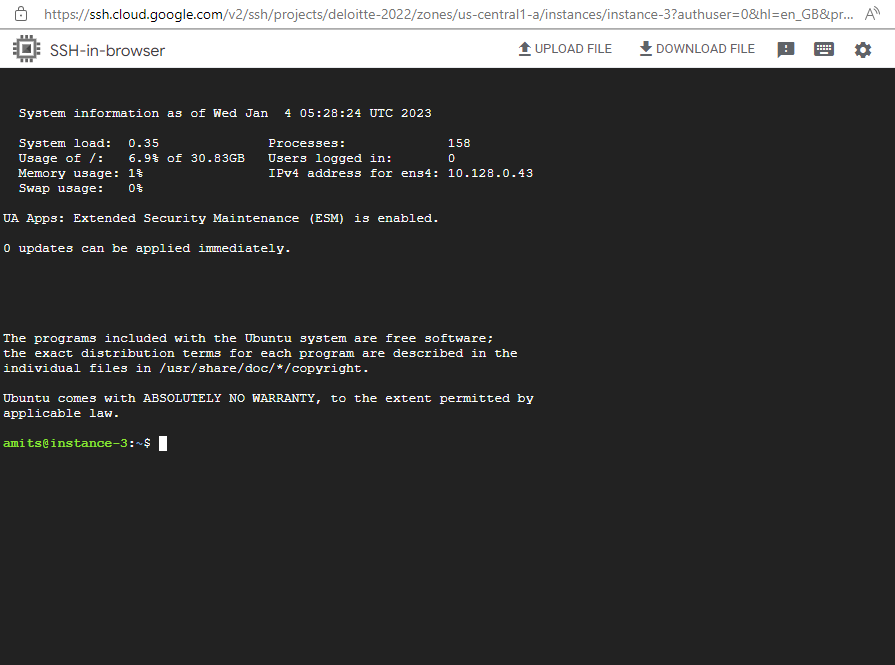 https://ssh.cloud.google.com/v2/ssh/projects/deloitte-2022/zones/us-central1-a/instances/instance-3?authuser=0&hl=en_GB&pr...
SSH-in-browser
UPLOAD FILE
DOWNLOAD FILE
System information as of Wed Jan  4 05:28:24 UTC 2023
System load:  0.35              Processes:             158
Usage of /:   6.9% of 30.83GB   Users logged in:       0
Memory usage: 1%                IPv4 address for ens4: 10.128.0.43
Swap usage:   0%
UA Apps: Extended Security Maintenance (ESM) is enabled.
0 updates can be applied immediately.
The programs included with the Ubuntu system are free software;
the exact distribution terms for each program are described in the
individual files in /usr/share/doc/*/copyright.
Ubuntu comes with ABSOLUTELY NO WARRANTY, to the extent permitted by
applicable law.
amits@instance-3:~$